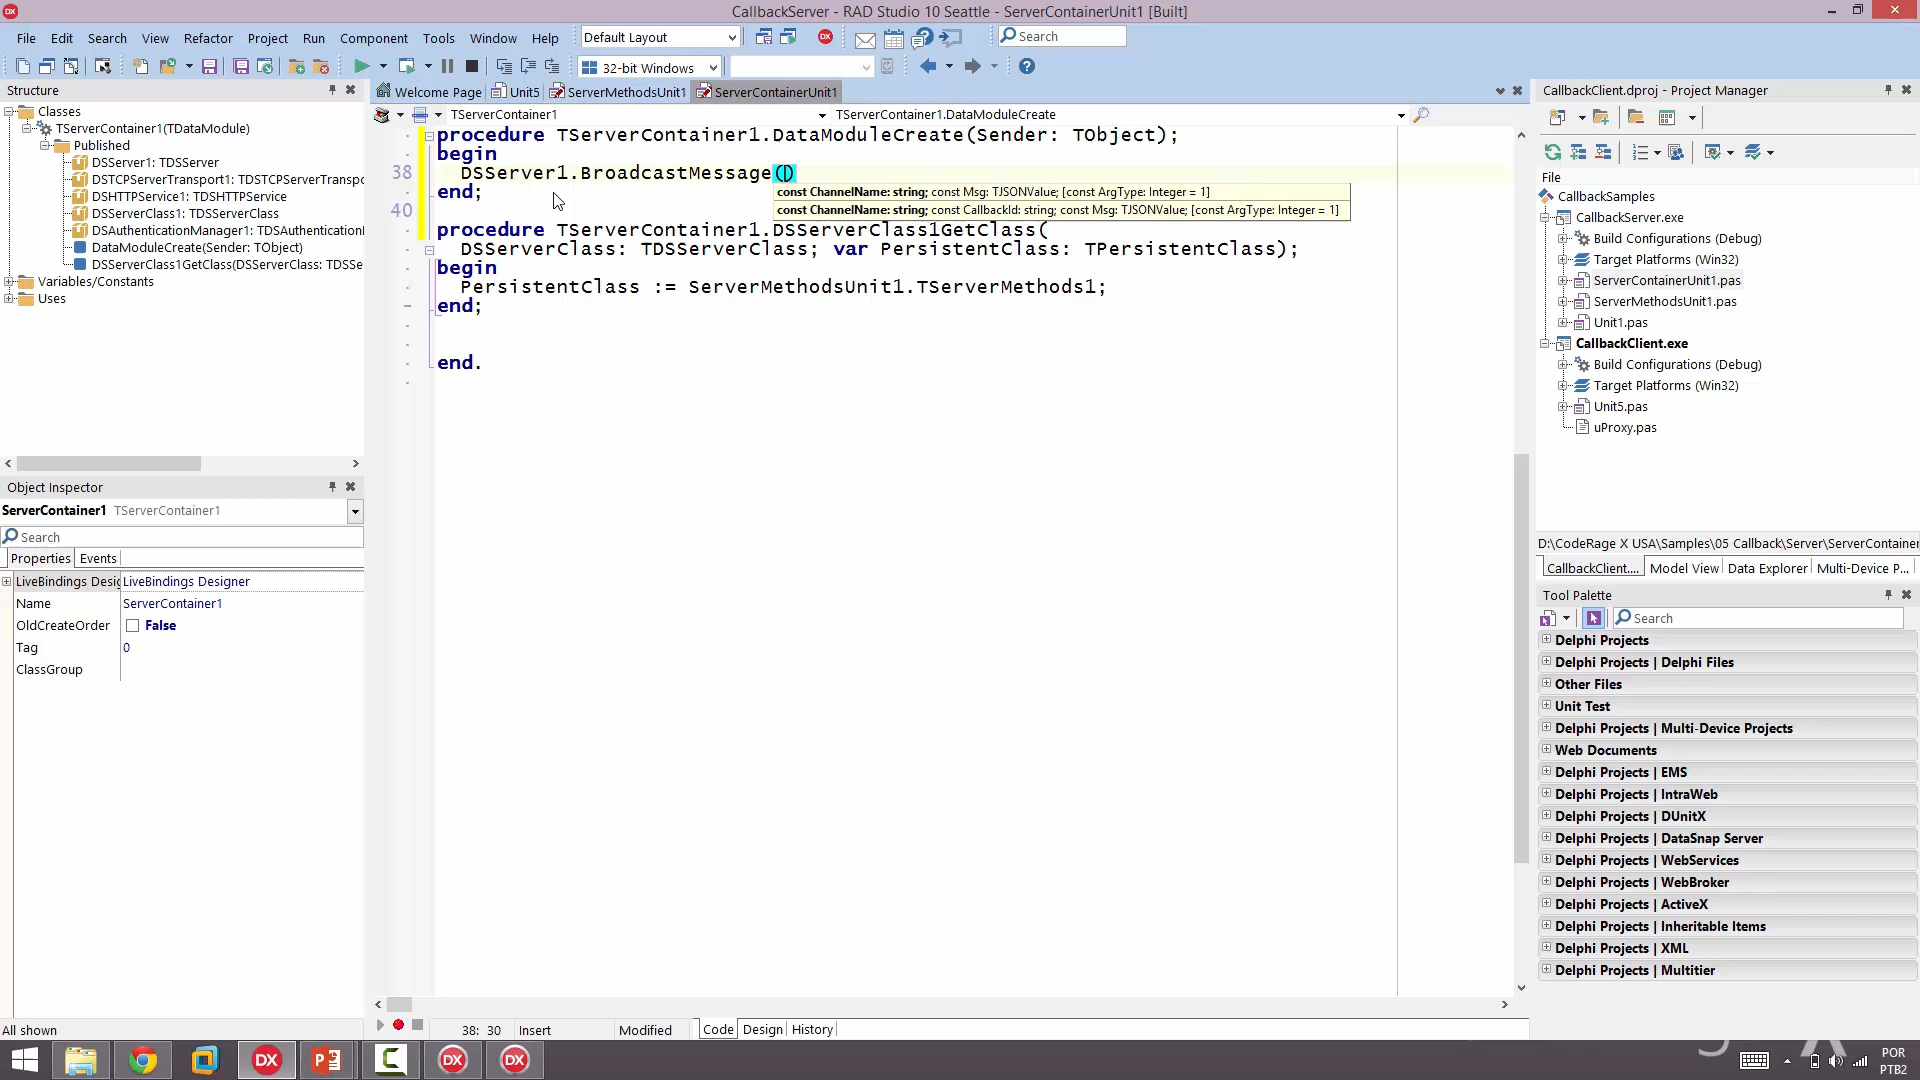 CallbackServer - RAD Studio 10 Seattle - ServerContainerUnit1 [Built]
File Edit Search View Refactor Project Run Component Tools Window Help Default Layout Search
32-bit Windows
Structure
Classes
TServerContainer1(TDataModule)
Published
DSServer1: TDSServer
DSTCPServerTransport1: TDSTCPServerTranspo
DSHTTPService1: TDSHTTPService
DSServerClass1: TDSServerClass
DSAuthenticationManager1: TDSAuthentication
DataModuleCreate(Sender: TObject)
DSServerClass1GetClass(DSServerClass: TDSSe
Variables/Constants
Uses
Object Inspector
ServerContainer1 TServerContainer1
Search
Properties Events
LiveBindings Desig LiveBindings Designer
Name ServerContainer1
OldCreateOrder False
Tag 0
ClassGroup
All shown
Welcome Page Unit5 ServerMethodsUnit1 ServerContainerUnit1
TServerContainer1 TServerContainer1.DataModuleCreate
procedure TServerContainer1.DataModuleCreate(Sender: TObject);
begin
38 DSServer1.BroadcastMessage()
end;
const ChannelName: string; const Msg: TJSONValue; [const ArgType: Integer = 1]
const ChannelName: string; const CallbackId: string; const Msg: TJSONValue; [const ArgType: Integer = 1]
40
procedure TServerContainer1.DSServerClass1GetClass(
DSServerClass: TDSServerClass; var PersistentClass: TPersistentClass);
begin
PersistentClass := ServerMethodsUnit1.TServerMethods1;
end;
end.
38: 30 Insert Modified Code Design History
CallbackClient.dproj - Project Manager
File
CallbackSamples
CallbackServer.exe
Build Configurations (Debug)
Target Platforms (Win32)
ServerContainerUnit1.pas
ServerMethodsUnit1.pas
Unit1.pas
CallbackClient.exe
Build Configurations (Debug)
Target Platforms (Win32)
Unit5.pas
uProxy.pas
D:\CodeRage X USA\Samples\05 Callback\Server\ServerContainer
CallbackClient.... Model View Data Explorer Multi-Device P...
Tool Palette
Search
Delphi Projects
Delphi Projects | Delphi Files
Other Files
Unit Test
Delphi Projects | Multi-Device Projects
Web Documents
Delphi Projects | EMS
Delphi Projects | IntraWeb
Delphi Projects | DUnitX
Delphi Projects | DataSnap Server
Delphi Projects | WebServices
Delphi Projects | WebBroker
Delphi Projects | ActiveX
Delphi Projects | Inheritable Items
Delphi Projects | XML
Delphi Projects | Multitier
POR
PTB2